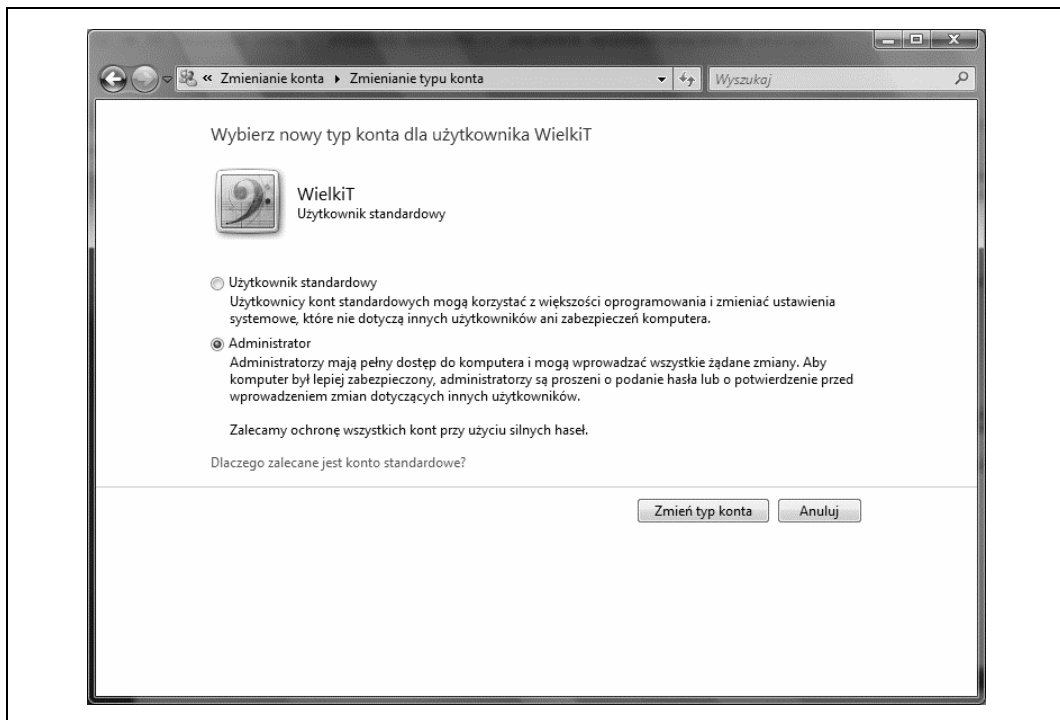 « Zmienianie konta ▸ Zmienianie typu konta
Wyszukaj
Wybierz nowy typ konta dla użytkownika WielkiT
WielkiT
Użytkownik standardowy
Użytkownik standardowy
Użytkownicy kont standardowych mogą korzystać z większości oprogramowania i zmieniać ustawienia
systemowe, które nie dotyczą innych użytkowników ani zabezpieczeń komputera.
Administrator
Administratorzy mają pełny dostęp do komputera i mogą wprowadzać wszystkie żądane zmiany. Aby
komputer był lepiej zabezpieczony, administratorzy są proszeni o podanie hasła lub o potwierdzenie przed
wprowadzeniem zmian dotyczących innych użytkowników.
Zalecamy ochronę wszystkich kont przy użyciu silnych haseł.
Dlaczego zalecane jest konto standardowe?
Zmień typ konta
Anuluj